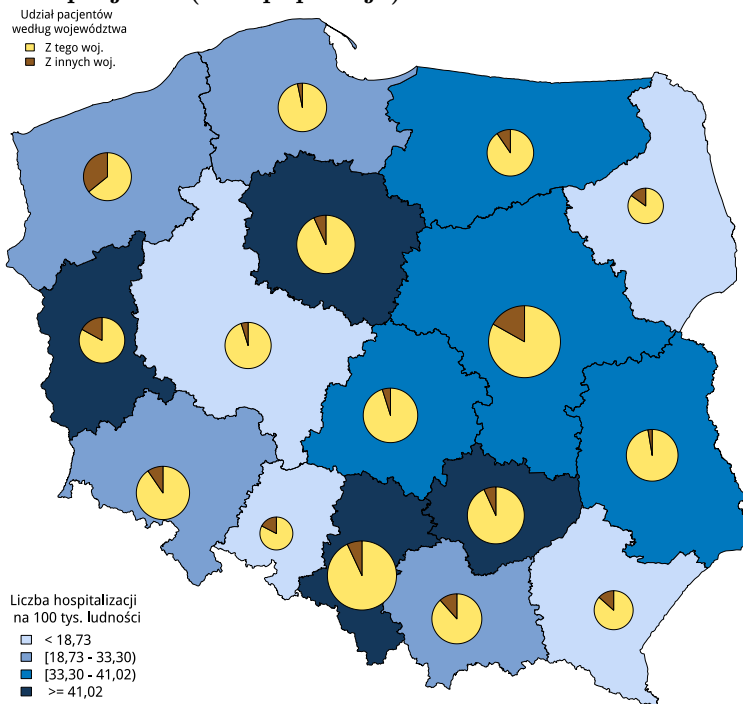 Udział pacjentów
według województwa
Z tego woj.
Z innych woj.
Liczba hospitalizacji
na 100 tys. ludności
< 18,73
[18,73 - 33,30)
[33,30 - 41,02)
>= 41,02